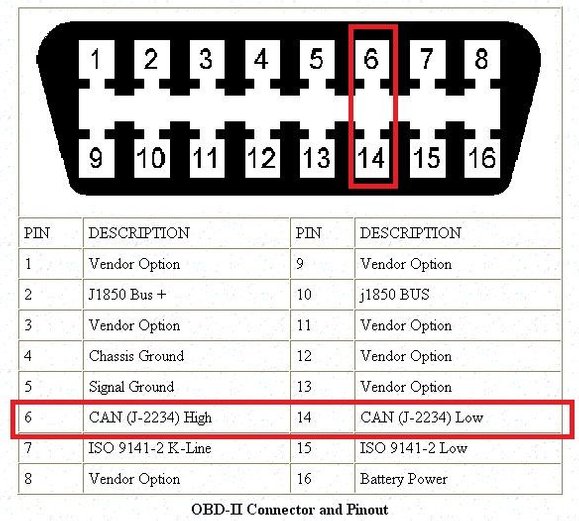 1 2 3 4 5 6 7 8
9 10 11 12 13 14 15 16
PIN DESCRIPTION PIN DESCRIPTION
1 Vendor Option 9 Vendor Option
2 J1850 Bus + 10 j1850 BUS
3 Vendor Option 11 Vendor Option
4 Chassis Ground 12 Vendor Option
5 Signal Ground 13 Vendor Option
6 CAN (J-2234) High 14 CAN (J-2234) Low
7 ISO 9141-2 K-Line 15 ISO 9141-2 Low
8 Vendor Option 16 Battery Power
OBD-II Connector and Pinout